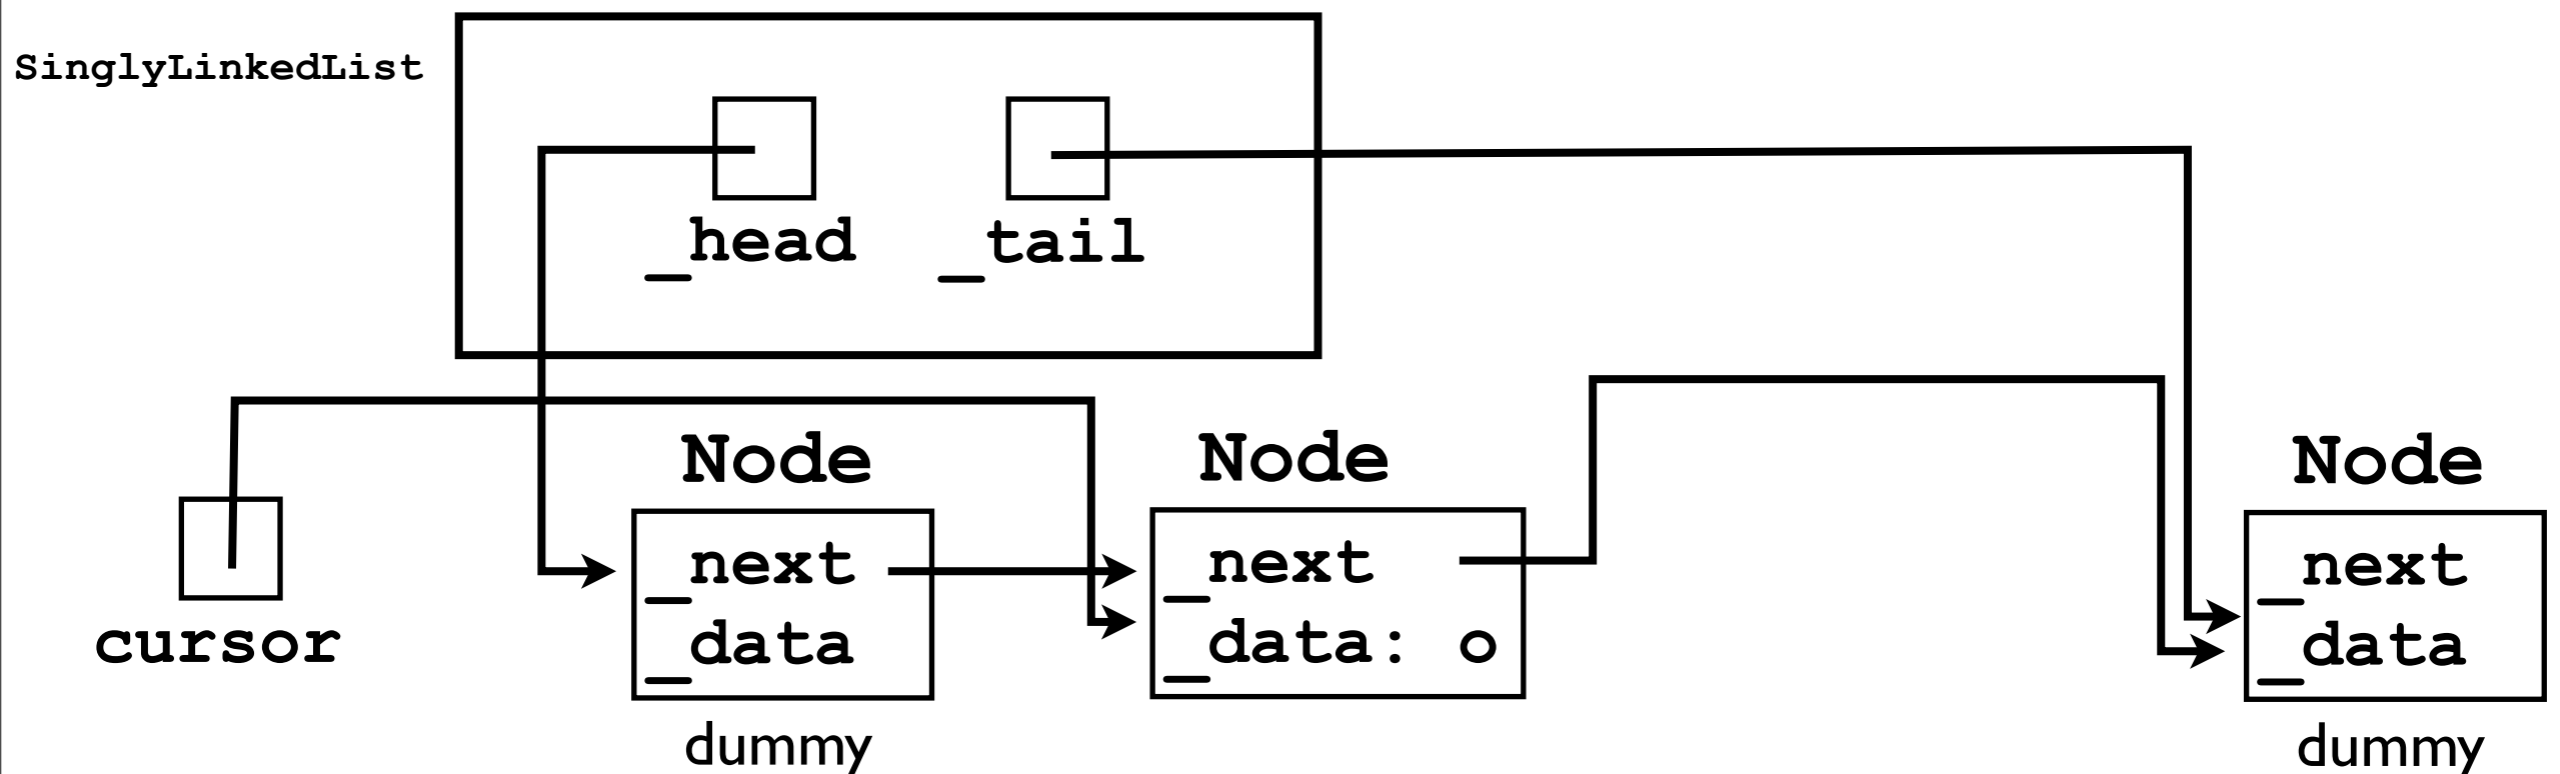 SinglyLinkedList
_head
_tail
cursor
Node
_next
_data
dummy
Node
_next
_data: o
Node
_next
_data
dummy